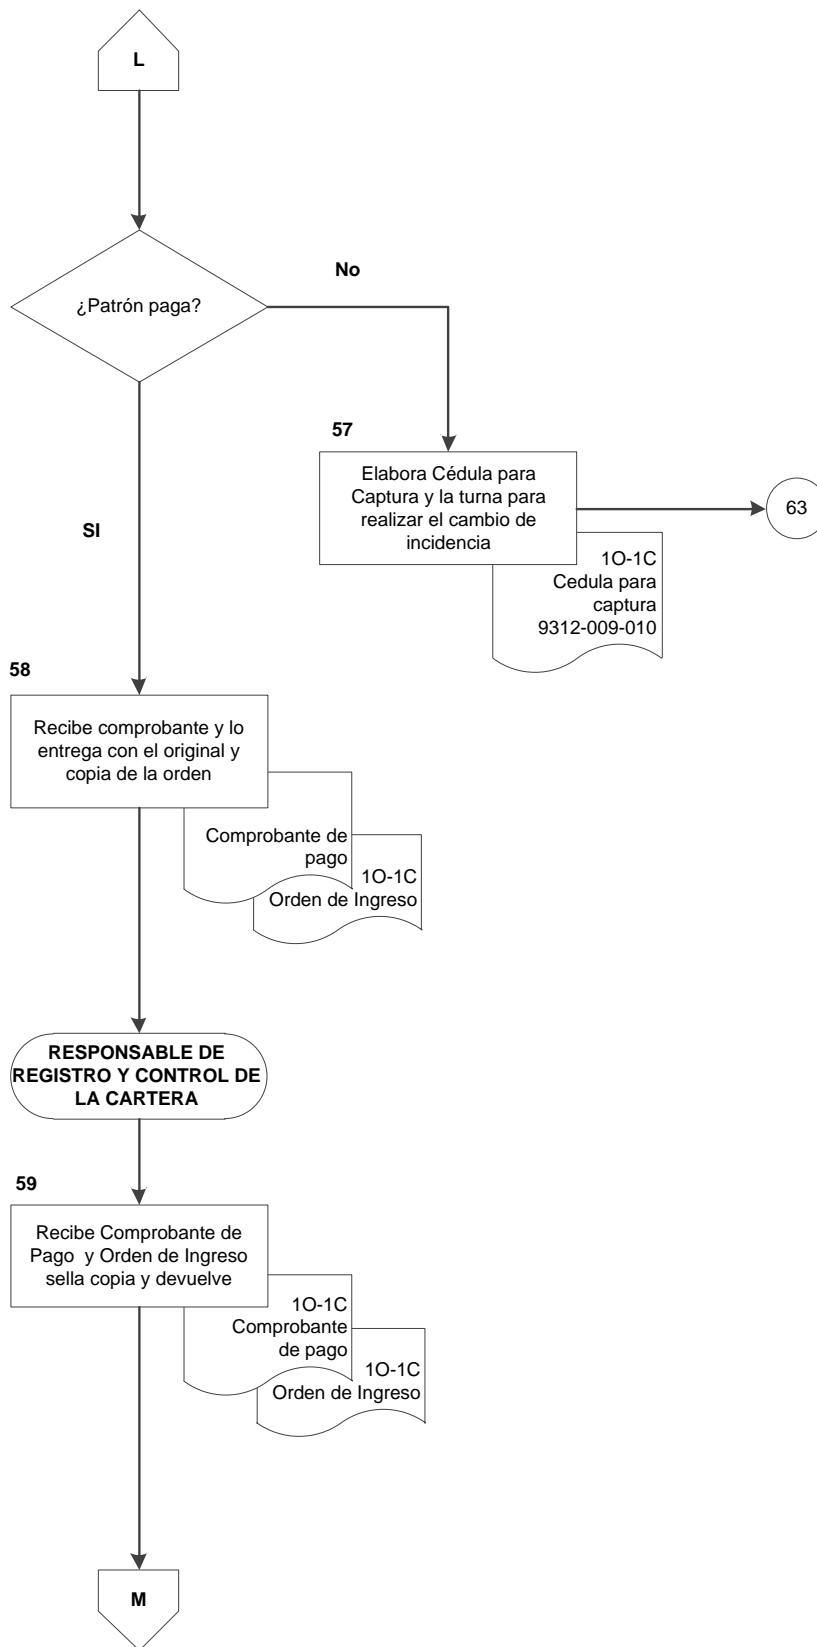 L
¿Patrón paga?
No
SI
57
Elabora Cédula para
Captura y la turna para
realizar el cambio de
incidencia
63
1O-1C
Cedula para
captura
9312-009-010
58
Recibe comprobante y lo
entrega con el original y
copia de la orden
Comprobante de
pago
1O-1C
Orden de Ingreso
RESPONSABLE DE
REGISTRO Y CONTROL DE
LA CARTERA
59
Recibe Comprobante de
Pago y Orden de Ingreso
sella copia y devuelve
1O-1C
Comprobante
de pago
1O-1C
Orden de Ingreso
M